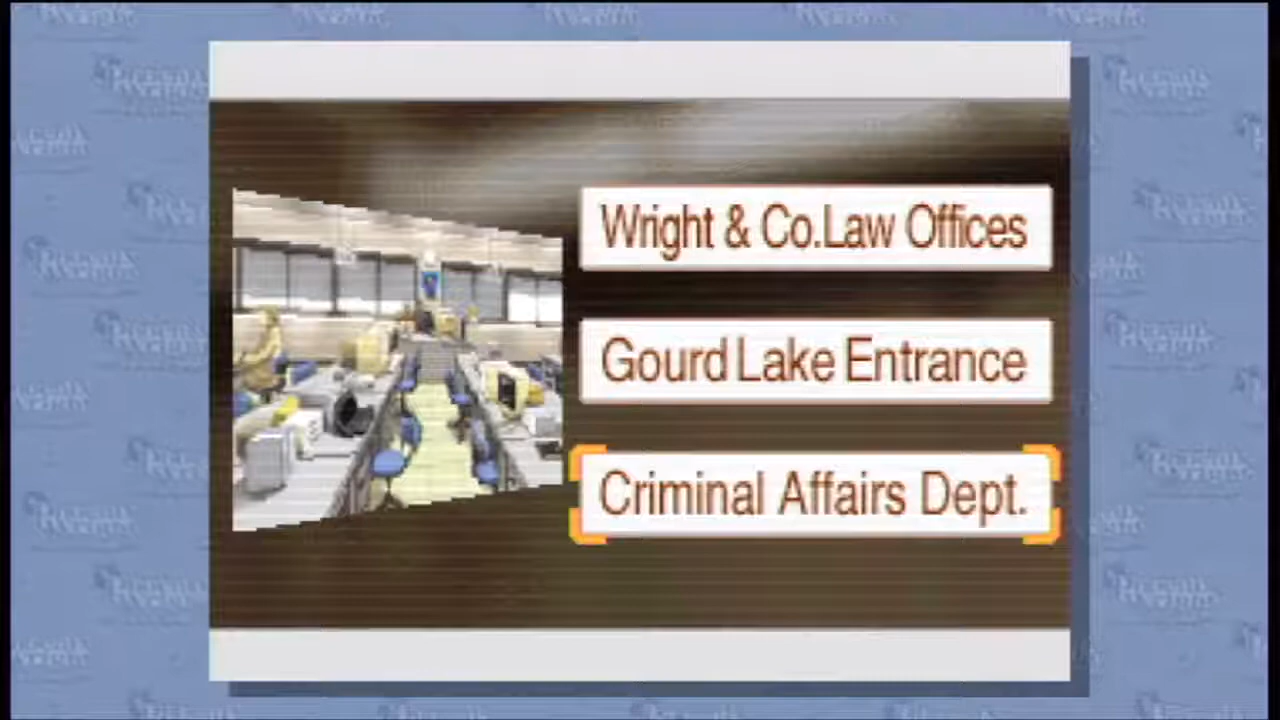 Wright & Co.Law Offices
Gourd Lake Entrance
Criminal Affairs Dept.